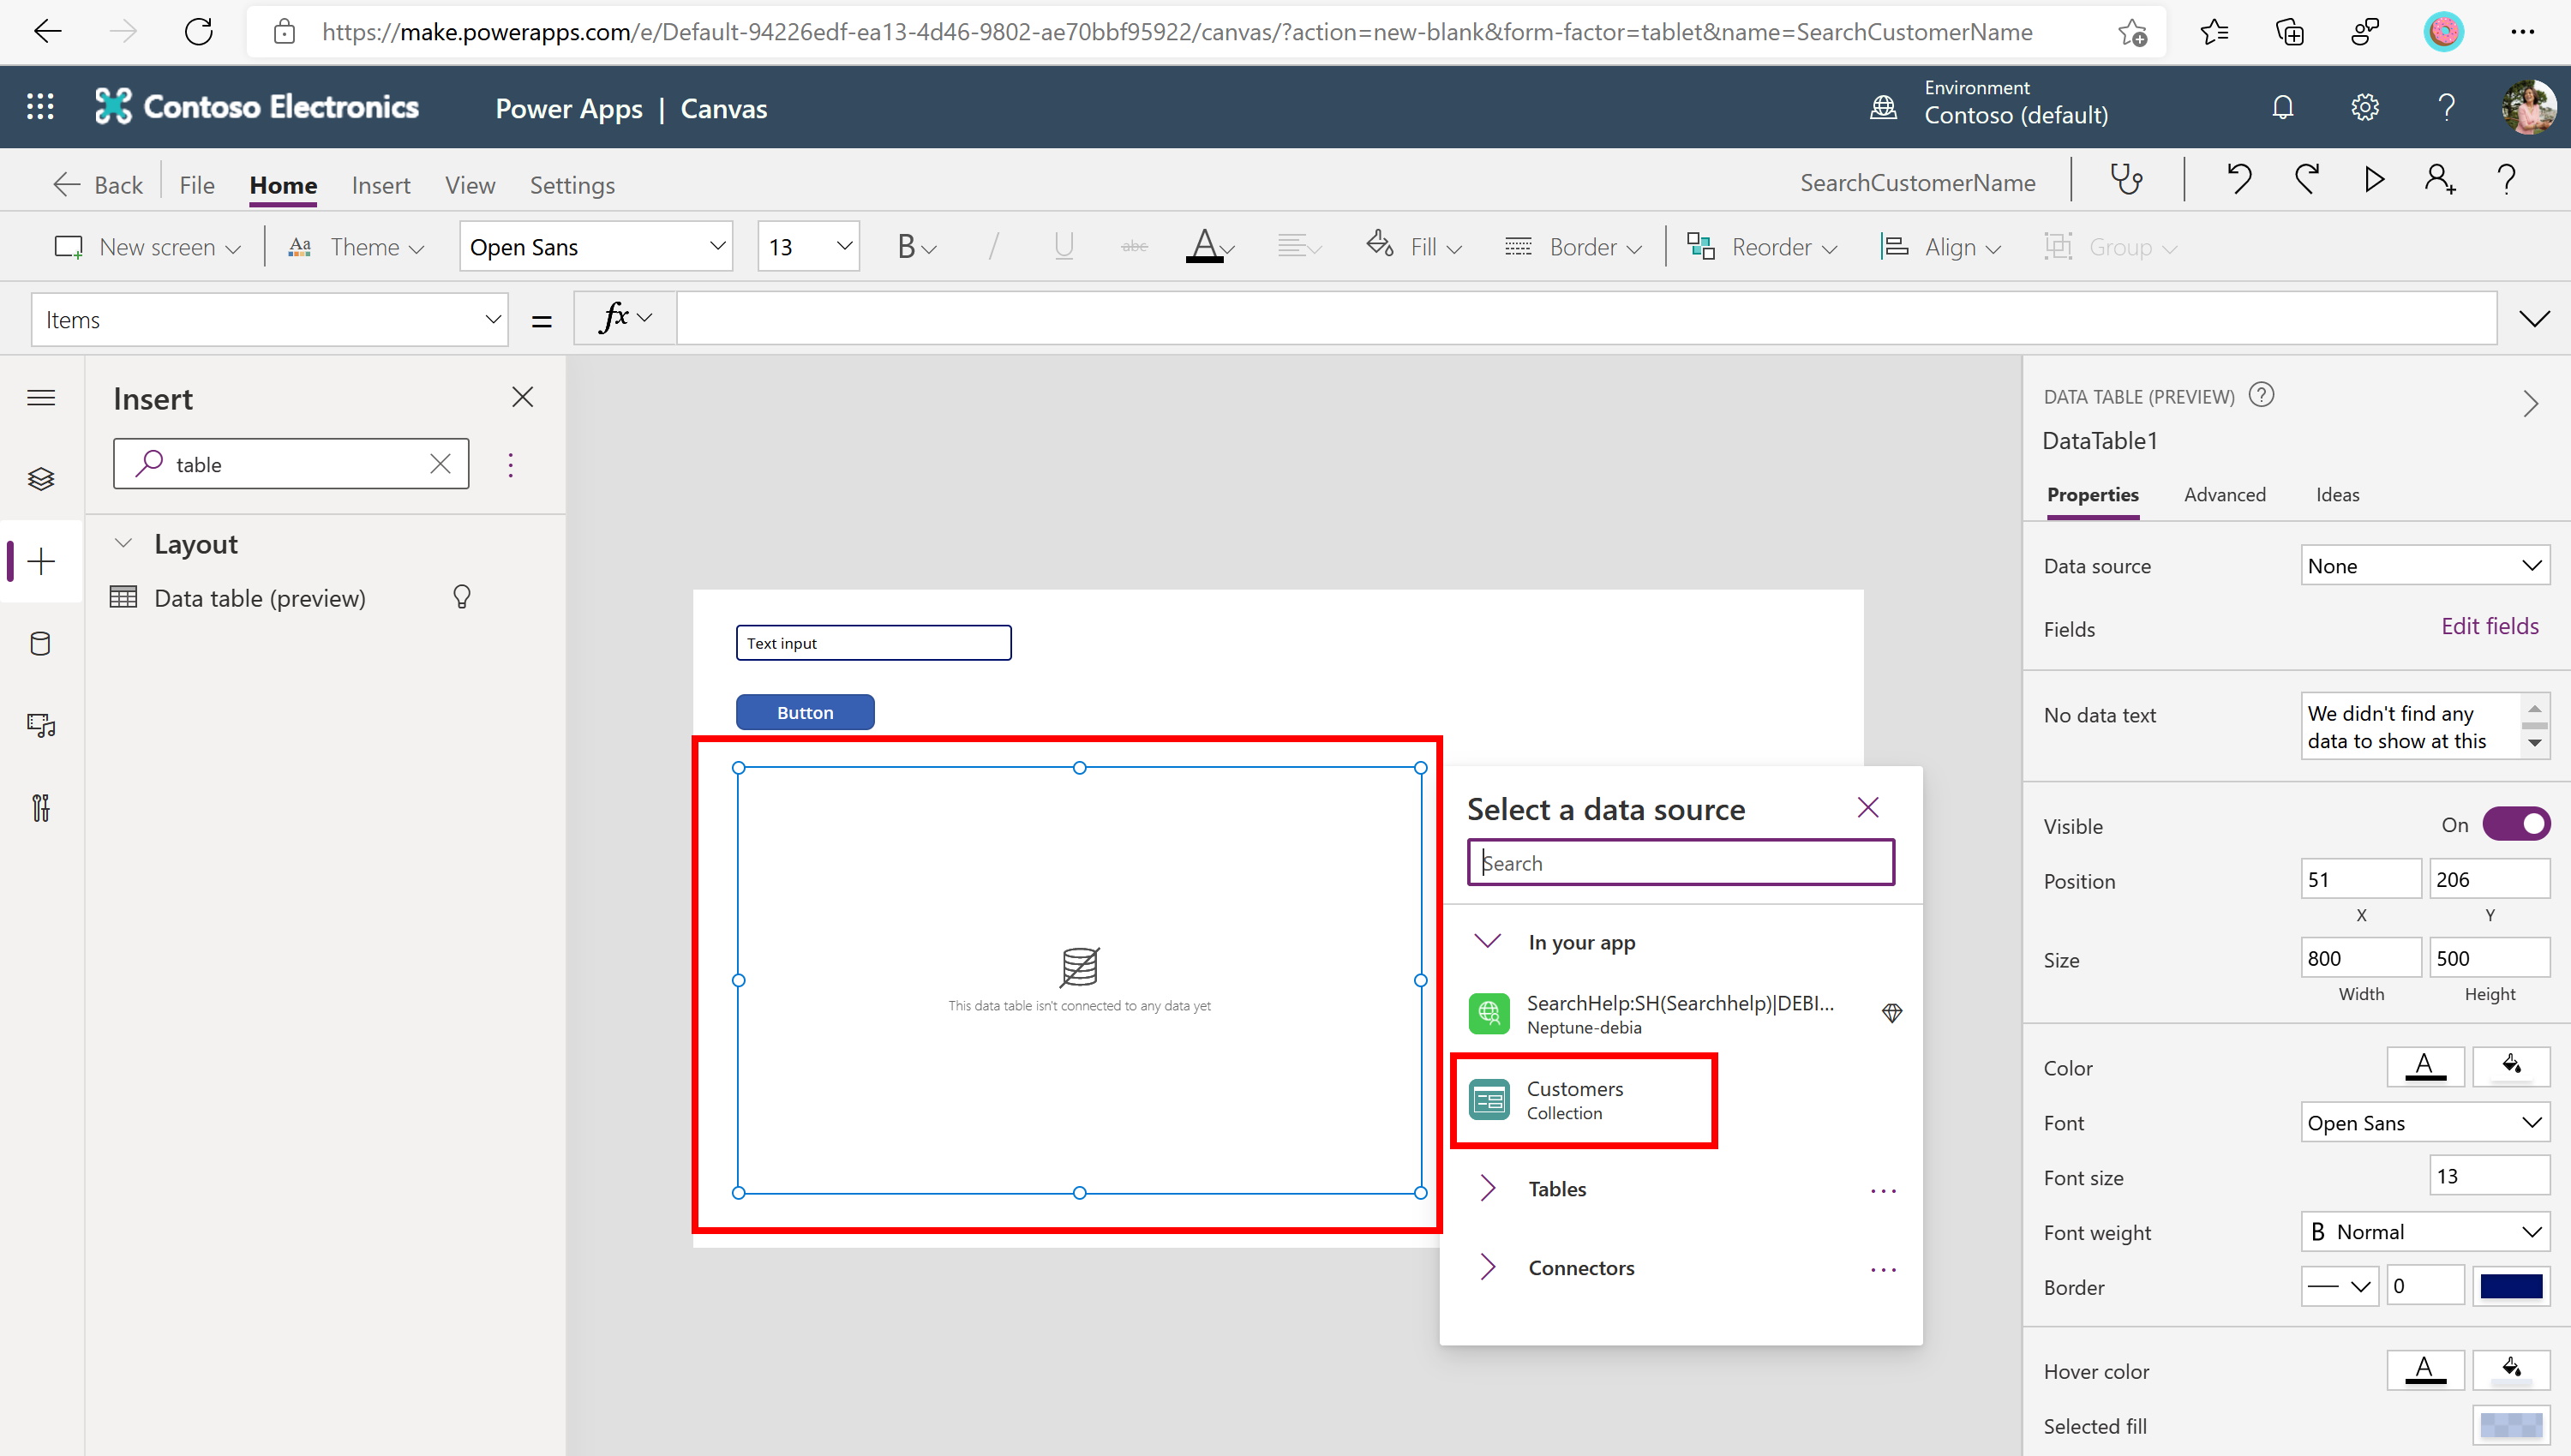 https://make.powerapps.com/e/Default-94226edf-ea13-4d46-9802-ae70bbf95922/canvas/?action=new-blank&form-factor=tablet&name=SearchCustomerName
Contoso Electronics
Power Apps | Canvas
Environment
Contoso (default)
Back
File
Home
Insert
View
Settings
SearchCustomerName
New screen
Aa
Theme
Open Sans
13
B
/
U
abc
A
Fill
Border
Reorder
Align
Group
Items
=
fx
Insert
table
Layout
Data table (preview)
Text input
Button
This data table isn't connected to any data yet
Select a data source
Search
In your app
SearchHelp:SH(Searchhelp)|DEBI...
Neptune-debia
Customers
Collection
Tables
Connectors
DATA TABLE (PREVIEW)
DataTable1
Properties
Advanced
Ideas
Data source
None
Fields
Edit fields
No data text
We didn't find any
data to show at this
Visible
On
Position
51
206
X
Y
Size
800
500
Width
Height
Color
A
Font
Open Sans
Font size
13
Font weight
B Normal
Border
0
Hover color
A
Selected fill